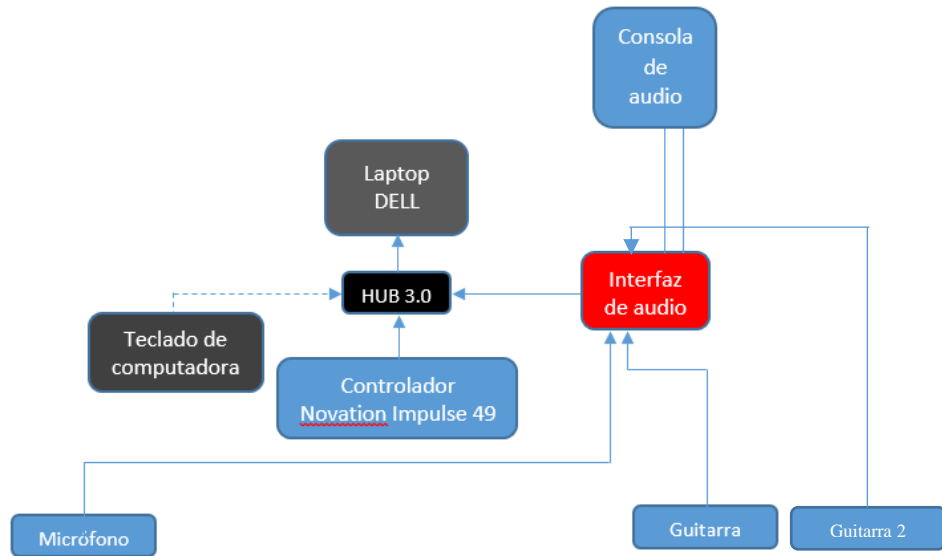 Consola
de
audio
Laptop
DELL
HUB 3.0
Interfaz
de audio
Teclado de
computadora
Controlador
Novation Impulse 49
Micrófono
Guitarra
Guitarra 2